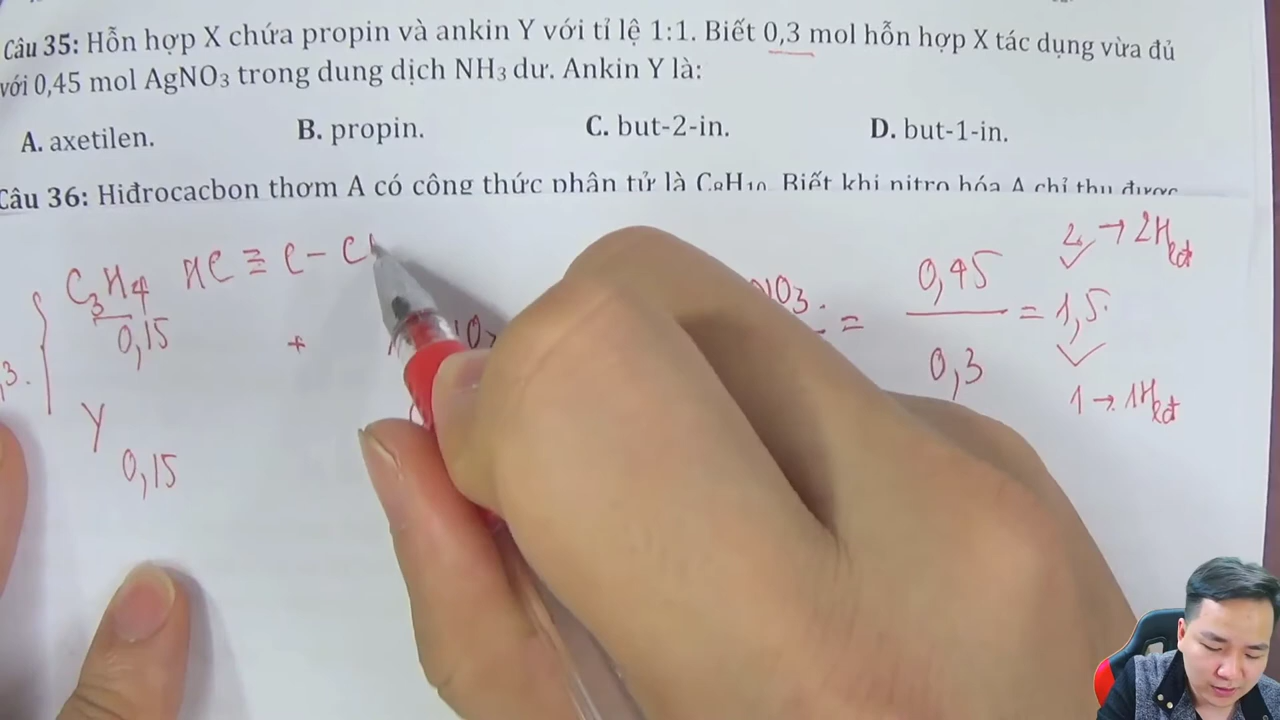 Câu 35: Hỗn hợp X chứa propin và ankin Y với tỉ lệ 1:1. Biết 0,3 mol hỗn hợp X tác dụng vừa đủ
với 0,45 mol AgNO₃ trong dung dịch NH₃ dư. Ankin Y là:
A. axetilen. B. propin. C. but-2-in. D. but-1-in.
Câu 36: Hiđrocacbon thơm A có công thức phân tử là C₈H₁₀. Biết khi nitro hóa A chỉ thu được
C₃H₄ HC ≡ C – C
0,15
+
Y
0,15
= 0,45 / 0,3 = 1,5
2 → 2H
1 → 1H